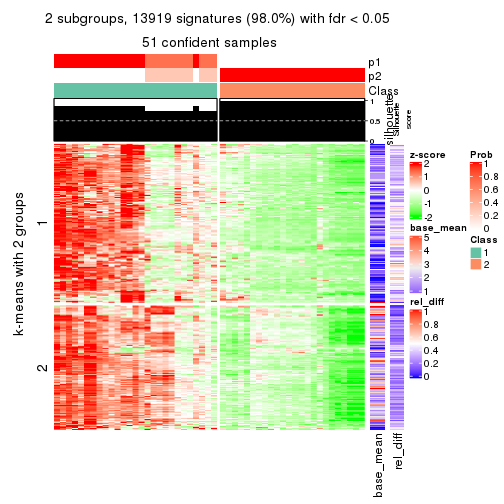 2 subgroups, 13919 signatures (98.0%) with fdr < 0.05
51 confident samples
p1
p2
Class
1
0.5
0
silhouette
Silhouette
score
k-means with 2 groups
1
2
z-score
2
1
0
-1
-2
Prob
1
0.8
0.6
0.4
0.2
0
base_mean
5
4
3
2
1
Class
1
2
rel_diff
1
0.8
0.6
0.4
0.2
0
base_mean
rel_diff